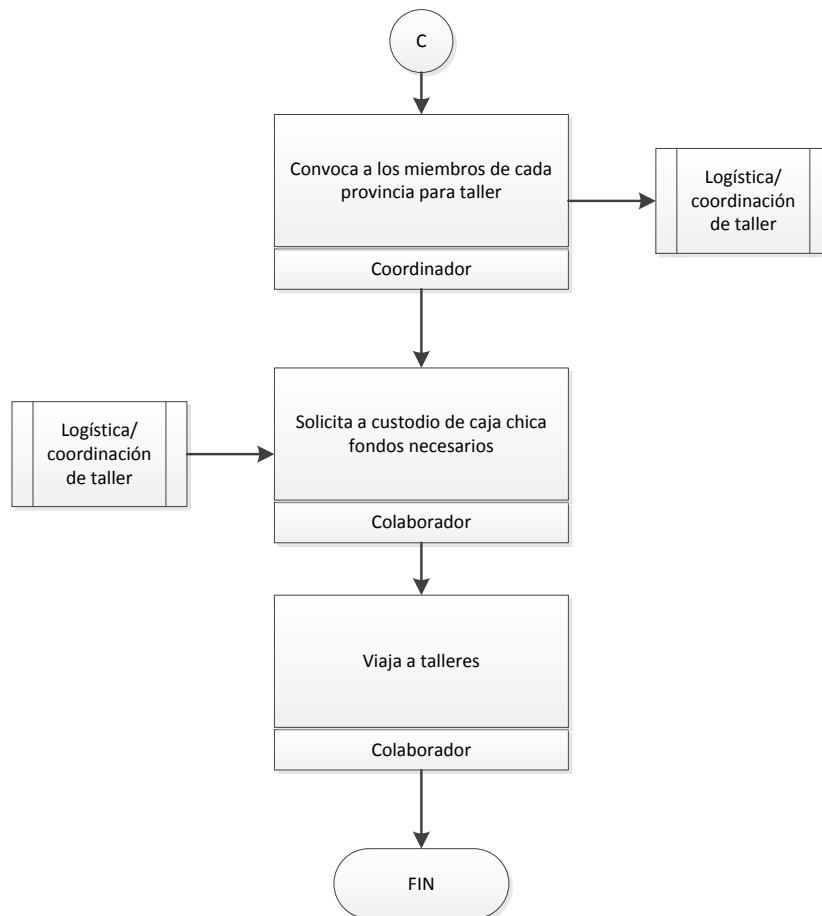 C
Convoca a los miembros de cada
provincia para taller
Coordinador
Logística/
coordinación
de taller
Solicita a custodio de caja chica
fondos necesarios
Colaborador
Logística/
coordinación
de taller
Viaja a talleres
Colaborador
FIN